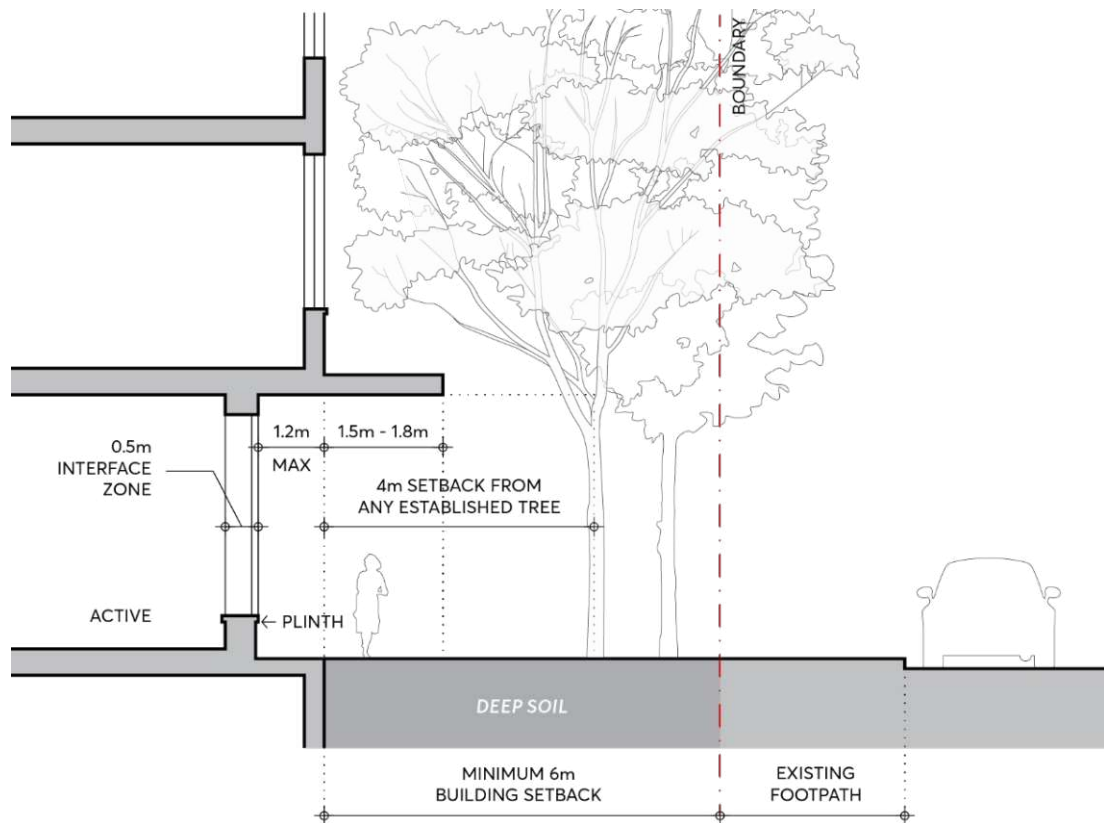 BOUNDARY
1.2m
MAX
1.5m - 1.8m
0.5m
INTERFACE
ZONE
4m SETBACK FROM
ANY ESTABLISHED TREE
ACTIVE
← PLINTH
DEEP SOIL
MINIMUM 6m
BUILDING SETBACK
EXISTING
FOOTPATH